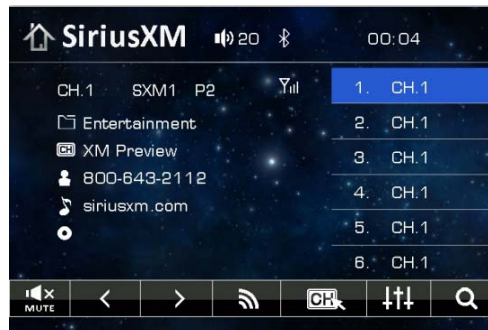 SiriusXM 20 00:04
CH.1 SXM1 P2
Entertainment
CH XM Preview
800-643-2112
siriusxm.com
1. CH.1
2. CH.1
3. CH.1
4. CH.1
5. CH.1
6. CH.1
MUTE CH